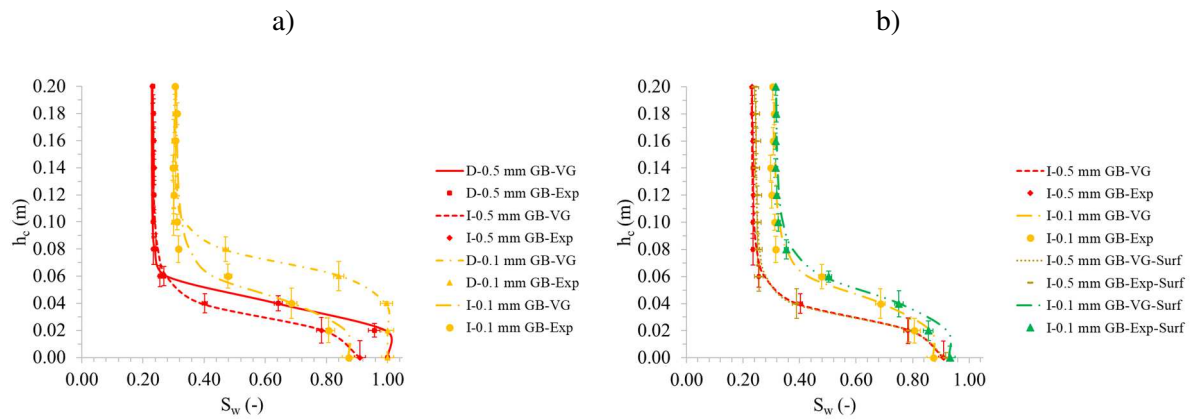 a)
0.20
0.18
0.16
0.14
0.12
0.10
0.08
0.06
0.04
0.02
0.00
h_c (m)
0.00 0.20 0.40 0.60 0.80 1.00
S_w (-)
D-0.5 mm GB-VG
D-0.5 mm GB-Exp
I-0.5 mm GB-VG
I-0.5 mm GB-Exp
D-0.1 mm GB-VG
D-0.1 mm GB-Exp
I-0.1 mm GB-VG
I-0.1 mm GB-Exp
b)
0.20
0.18
0.16
0.14
0.12
0.10
0.08
0.06
0.04
0.02
0.00
h_c (m)
0.00 0.20 0.40 0.60 0.80 1.00
S_w (-)
I-0.5 mm GB-VG
I-0.5 mm GB-Exp
I-0.1 mm GB-VG
I-0.1 mm GB-Exp
I-0.5 mm GB-VG-Surf
I-0.5 mm GB-Exp-Surf
I-0.1 mm GB-VG-Surf
I-0.1 mm GB-Exp-Surf